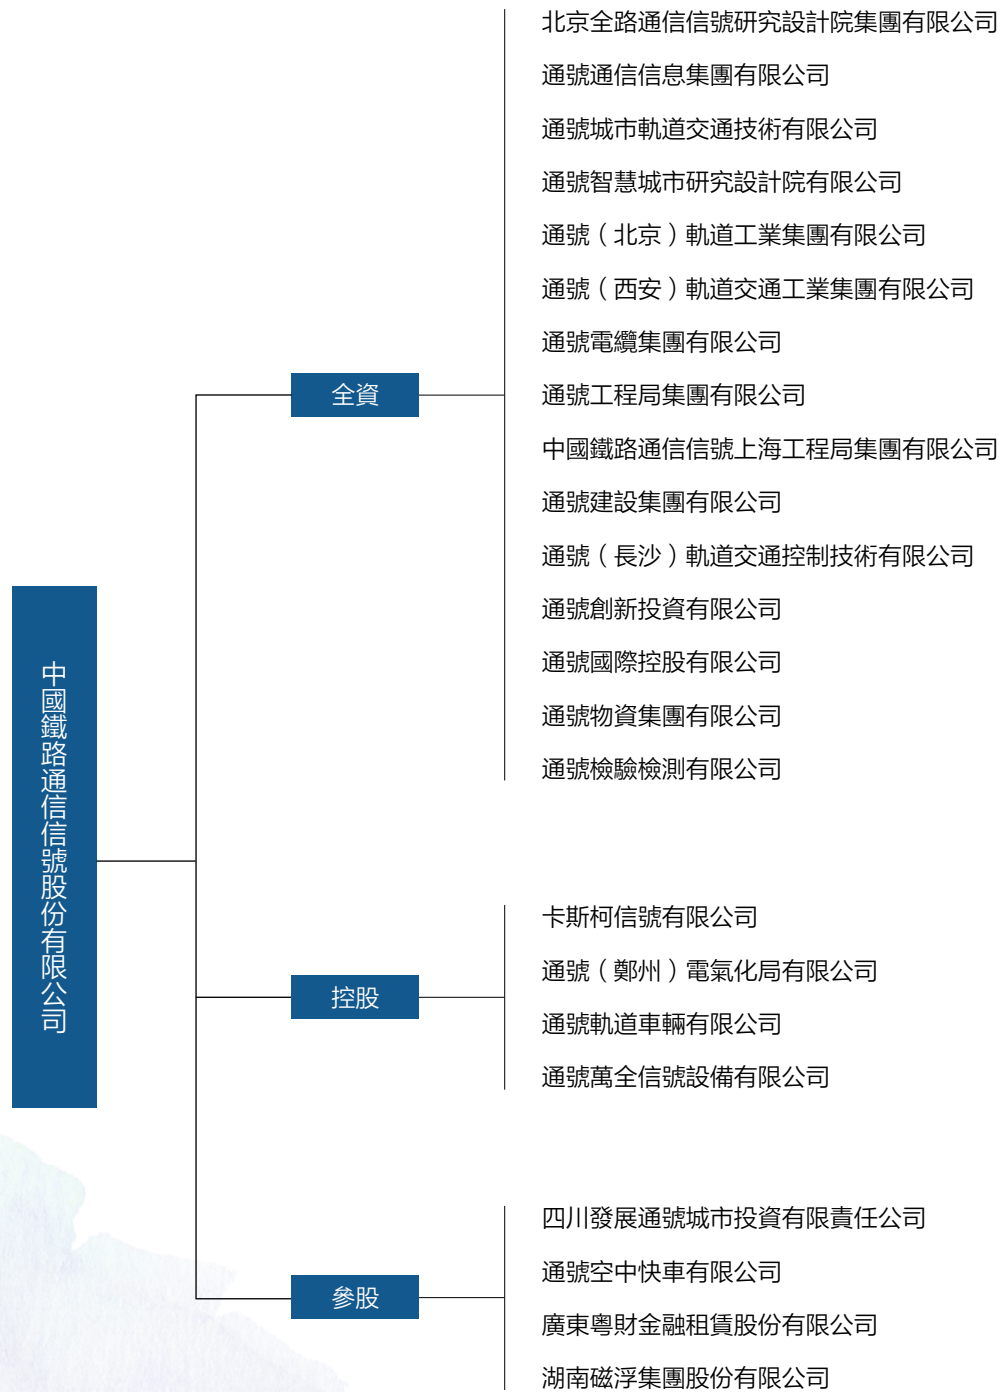 中國鐵路通信信號股份有限公司
全資
北京全路通信信號研究設計院集團有限公司
通號通信信息集團有限公司
通號城市軌道交通技術有限公司
通號智慧城市研究設計院有限公司
通號（北京）軌道工業集團有限公司
通號（西安）軌道交通工業集團有限公司
通號電纜集團有限公司
通號工程局集團有限公司
中國鐵路通信信號上海工程局集團有限公司
通號建設集團有限公司
通號（長沙）軌道交通控制技術有限公司
通號創新投資有限公司
通號國際控股有限公司
通號物資集團有限公司
通號檢驗檢測有限公司
控股
卡斯柯信號有限公司
通號（鄭州）電氣化局有限公司
通號軌道車輛有限公司
通號萬全信號設備有限公司
參股
四川發展通號城市投資有限責任公司
通號空中快車有限公司
廣東粵財金融租賃股份有限公司
湖南磁浮集團股份有限公司